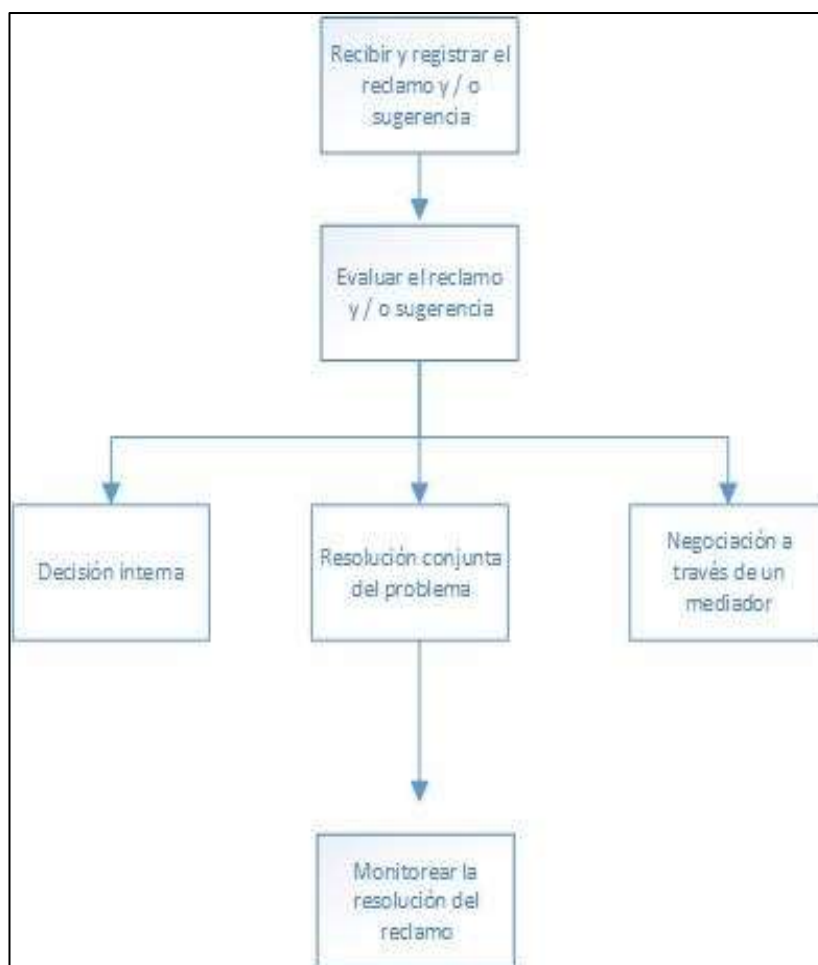 Recibir y registrar el
reclamo y / o
sugerencia
Evaluar el reclamo
y / o sugerencia
Decisión interna
Resolución conjunta
del problema
Negociación a
través de un
mediador
Monitorear la
resolución del
reclamo